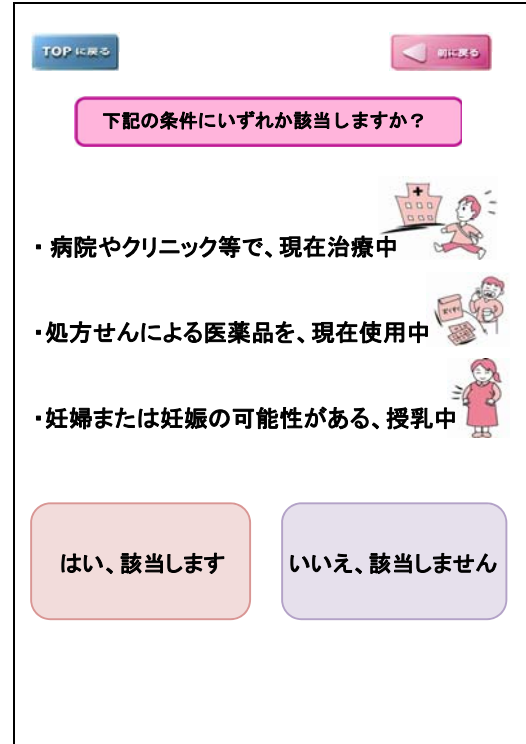 TOPに戻る
前に戻る
下記の条件にいずれか該当しますか？
・病院やクリニック等で、現在治療中
・処方せんによる医薬品を、現在使用中
・妊婦または妊娠の可能性がある、授乳中
はい、該当します
いいえ、該当しません